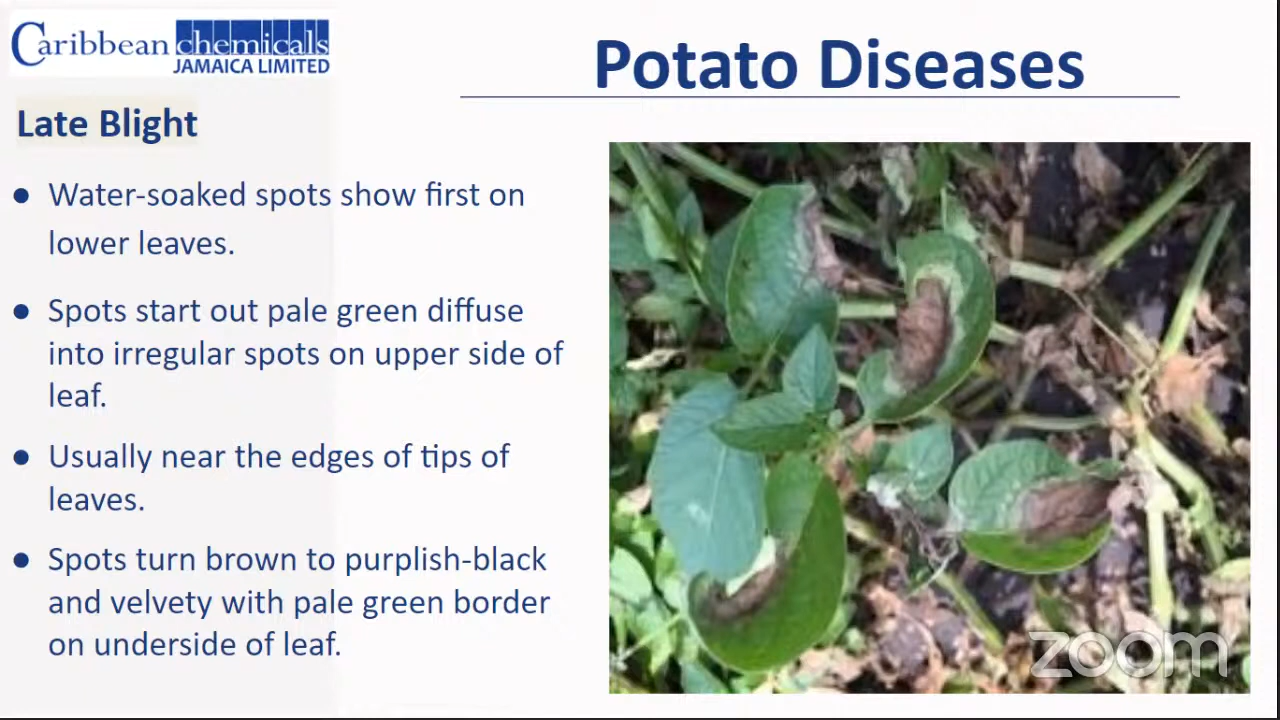 Caribbean chemicals
JAMAICA LIMITED
Potato Diseases
Late Blight
● Water-soaked spots show first on
lower leaves.
● Spots start out pale green diffuse
into irregular spots on upper side of
leaf.
● Usually near the edges of tips of
leaves.
● Spots turn brown to purplish-black
and velvety with pale green border
on underside of leaf.
zoom